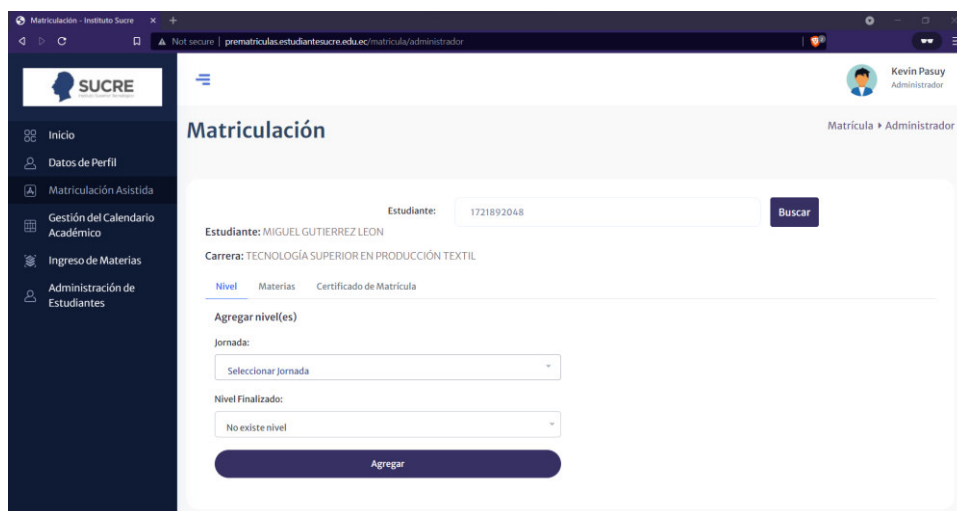 Matriculación - Instituto Sucre
Not secure | prematriculas.estudiantesucre.edu.ec/matricula/administrador
SUCRE
Kevin Pasuy
Administrador
Inicio
Datos de Perfil
Matriculación Asistida
Gestión del Calendario
Académico
Ingreso de Materias
Administración de
Estudiantes
Matriculación
Matrícula
Administrador
Estudiante: 1721892048 Buscar
Estudiante: MIGUEL GUTIERREZ LEON
Carrera: TECNOLOGÍA SUPERIOR EN PRODUCCIÓN TEXTIL
Nivel Materias Certificado de Matrícula
Agregar nivel(es)
Jornada:
Seleccionar Jornada
Nivel Finalizado:
No existe nivel
Agregar